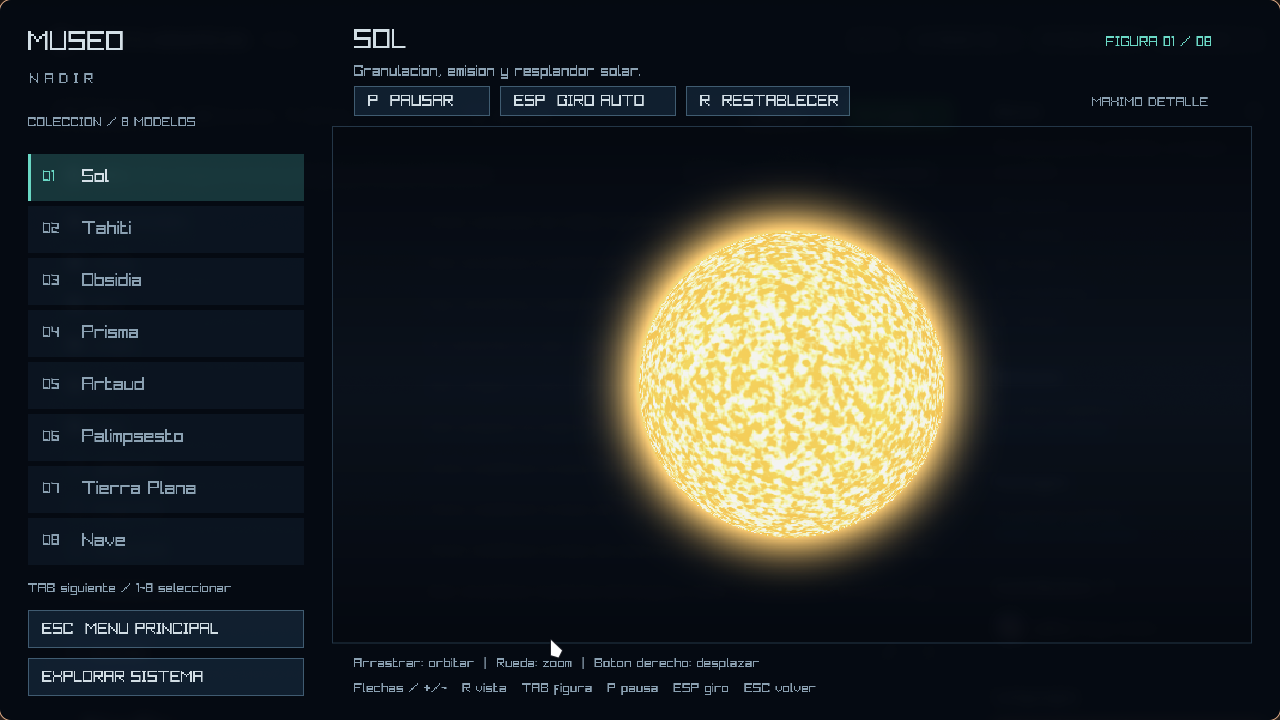 MUSEO
NADIR
COLECCION / 8 MODELOS
01 Sol
02 Tahiti
03 Obsidia
04 Prisma
05 Artaud
06 Palimpsesto
07 Tierra Plana
08 Nave
TAB siguiente / 1-8 seleccionar
ESC MENU PRINCIPAL
EXPLORAR SISTEMA
SOL
FIGURA 01 / 08
Granulacion, emision y resplandor solar.
P PAUSAR
ESP GIRO AUTO
R RESTABLECER
MAXIMO DETALLE
Arrastrar: orbitar | Rueda: zoom | Boton derecho: desplazar
Flechas / +/- R vista TAB figura P pausa ESP giro ESC volver